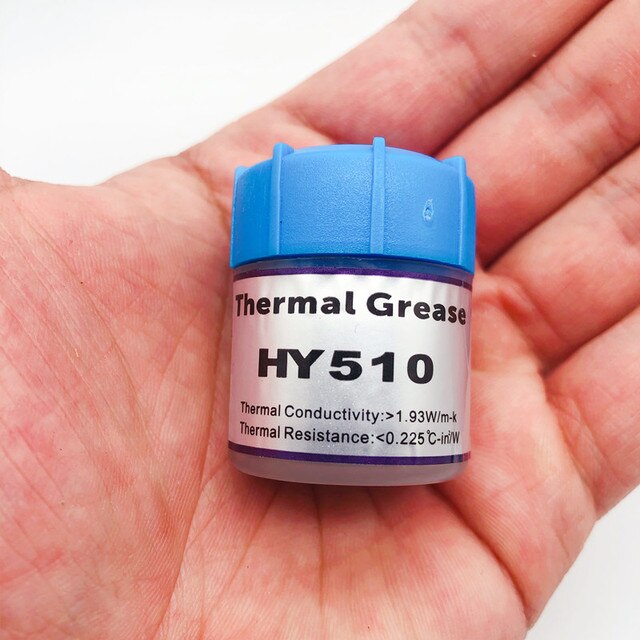 Thermal Grease
HY510
Thermal Conductivity:>1.93W/m-k
Thermal Resistance:<0.225℃-in²/W